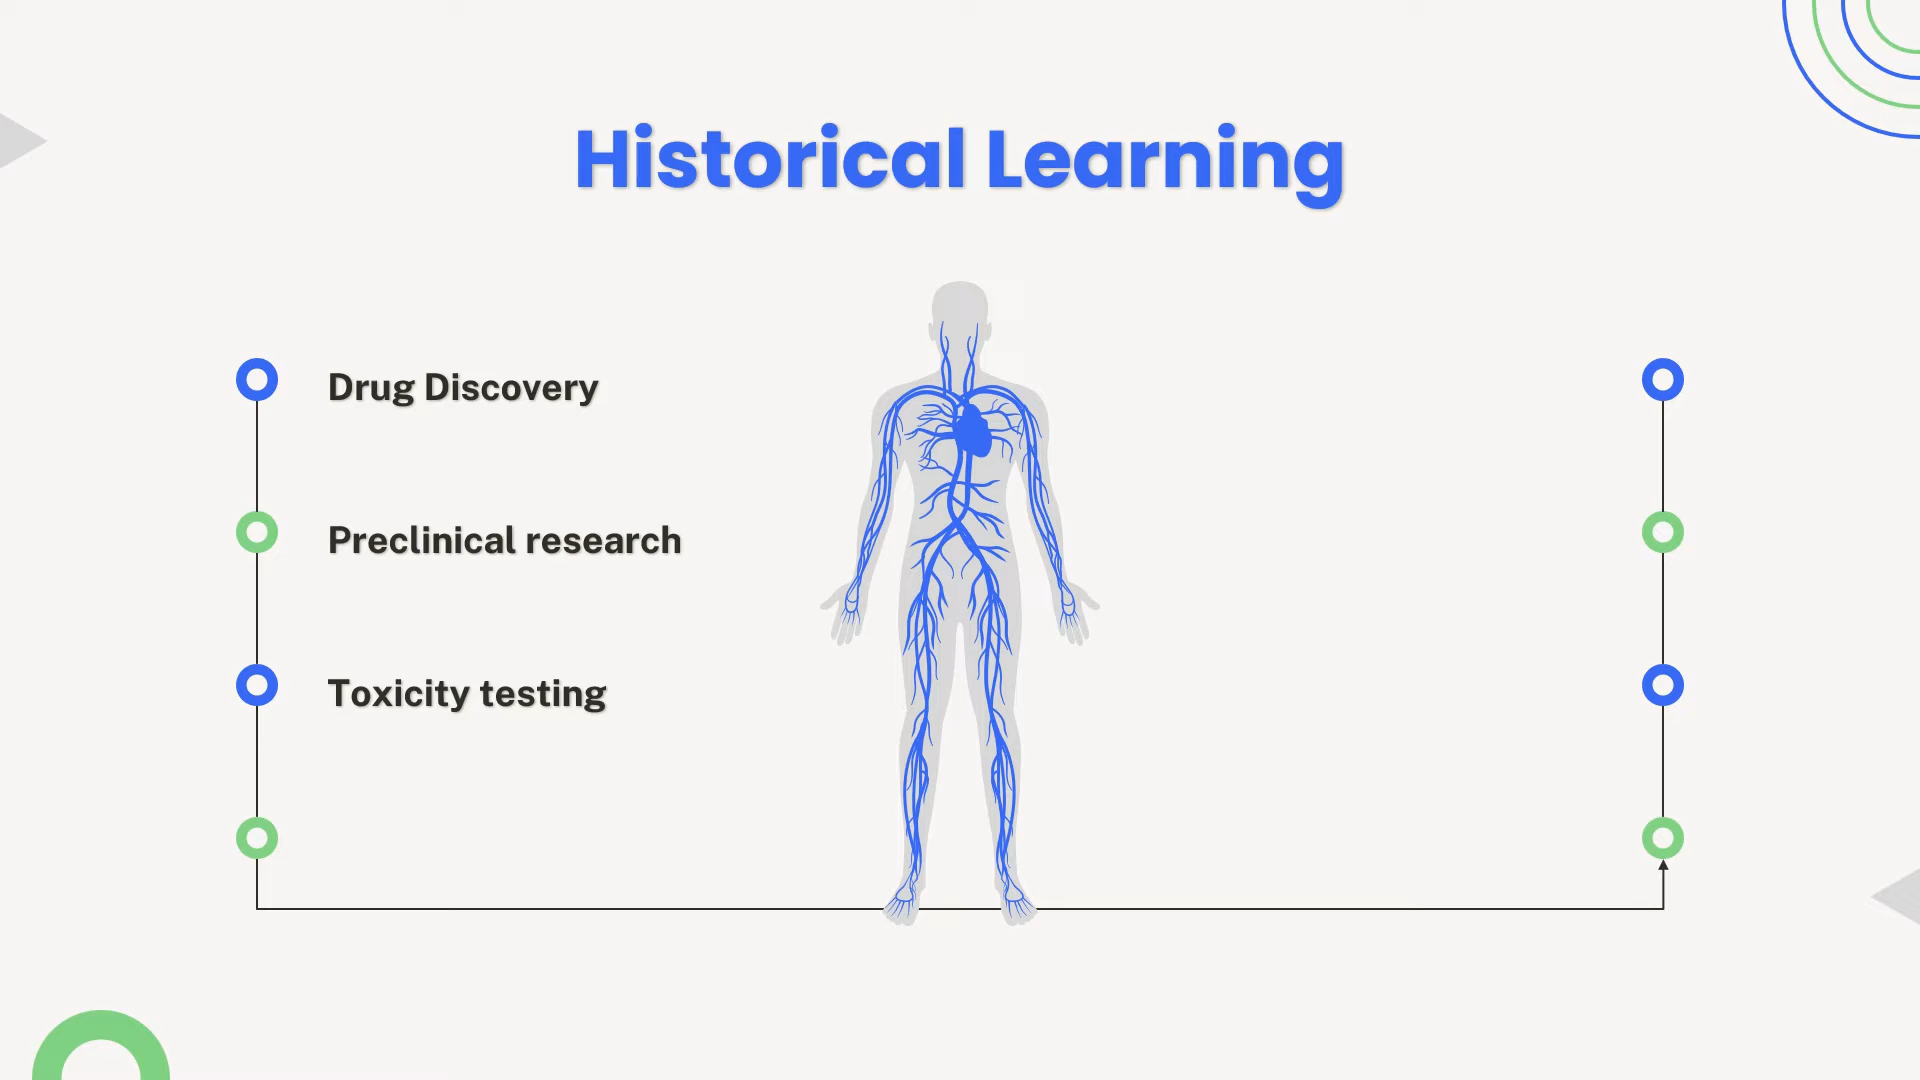 Historical Learning
Drug Discovery
Preclinical research
Toxicity testing